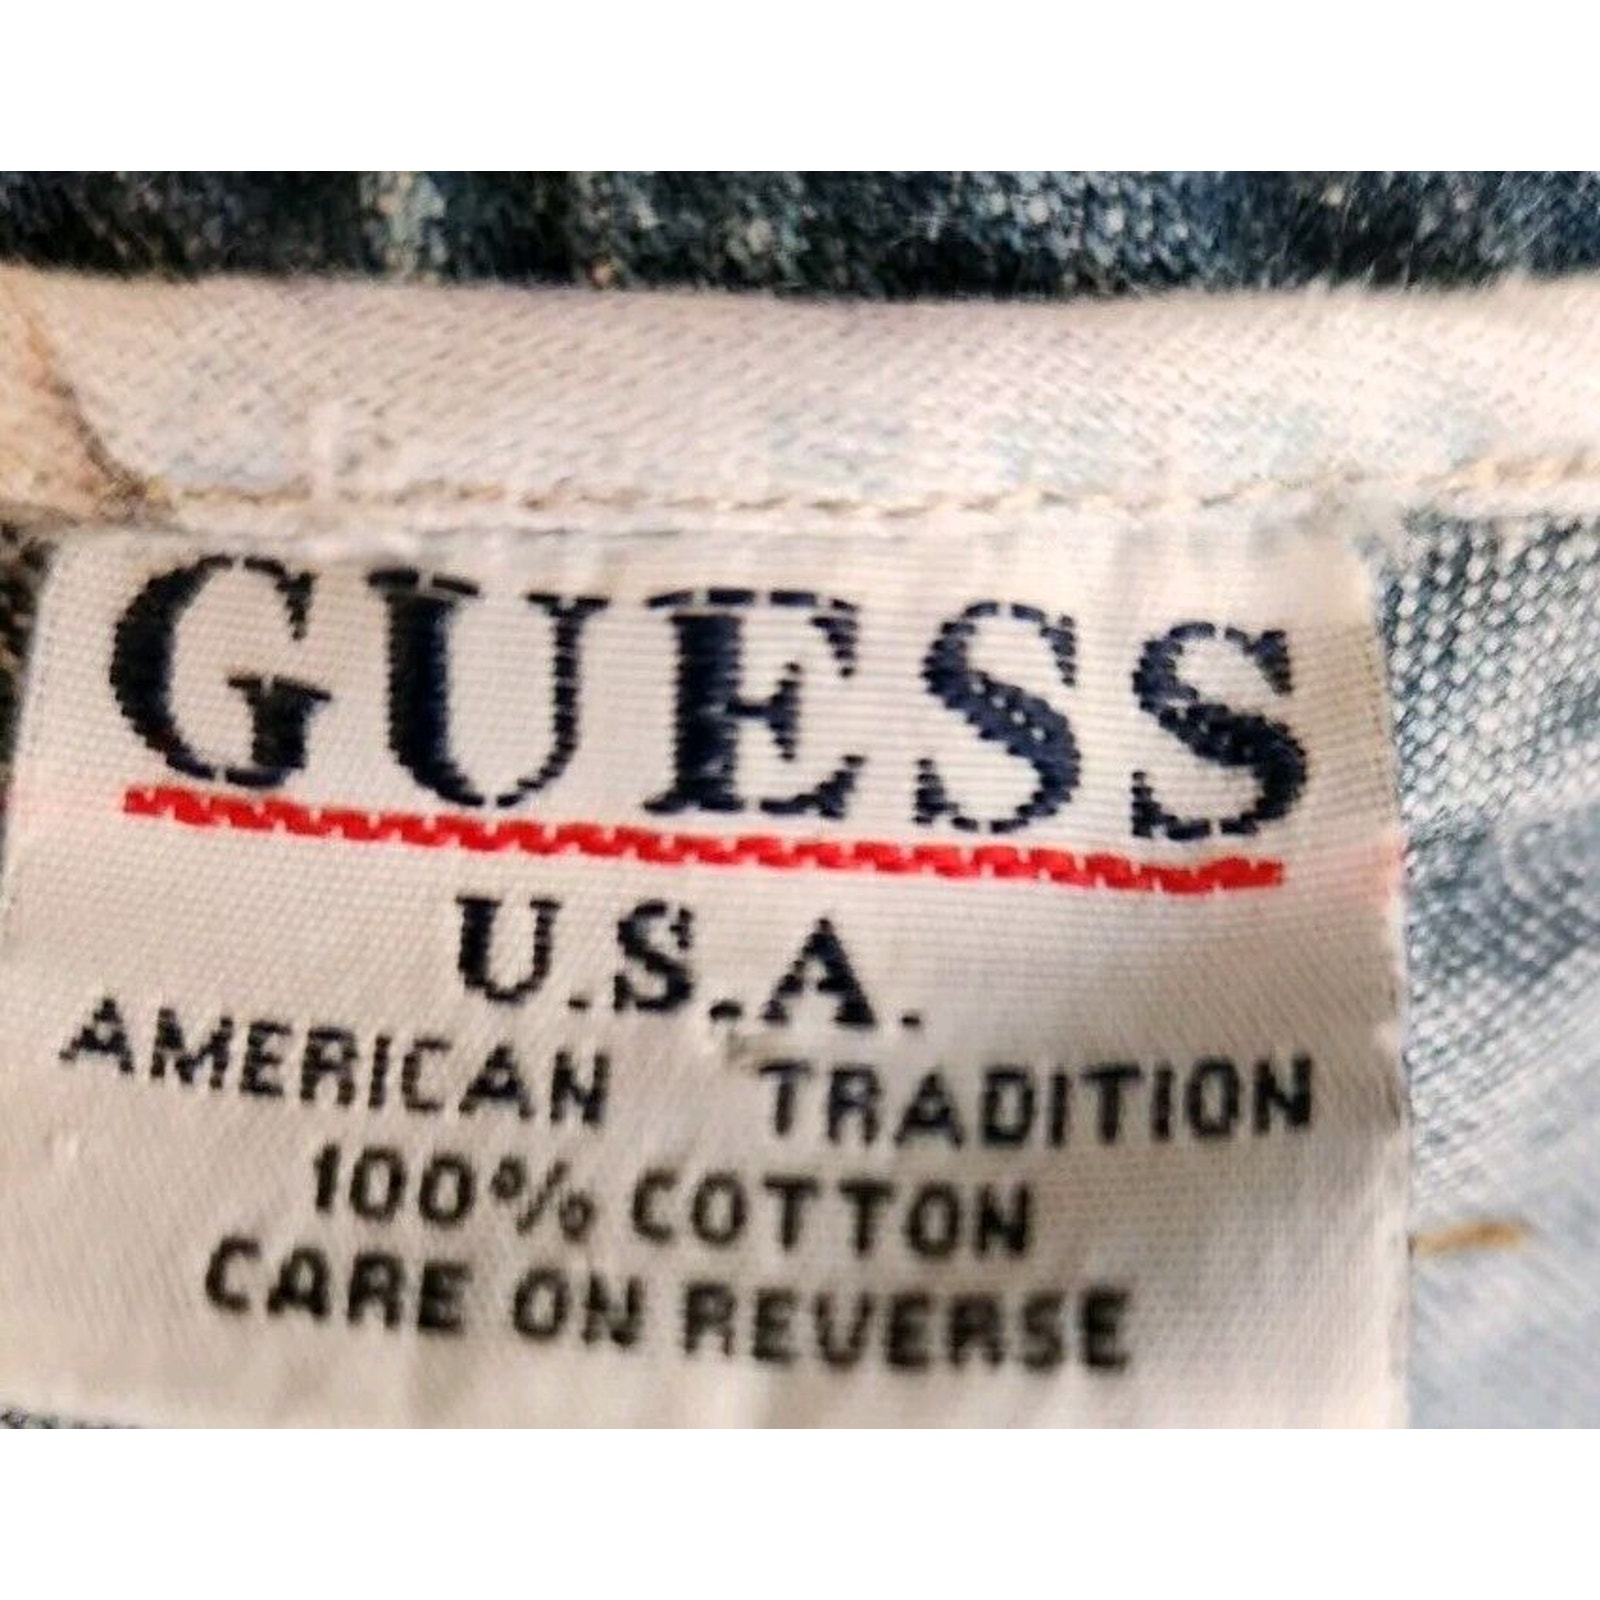 GUESS
U.S.A.
AMERICAN TRADITION
100% COTTON
CARE ON REVERSE